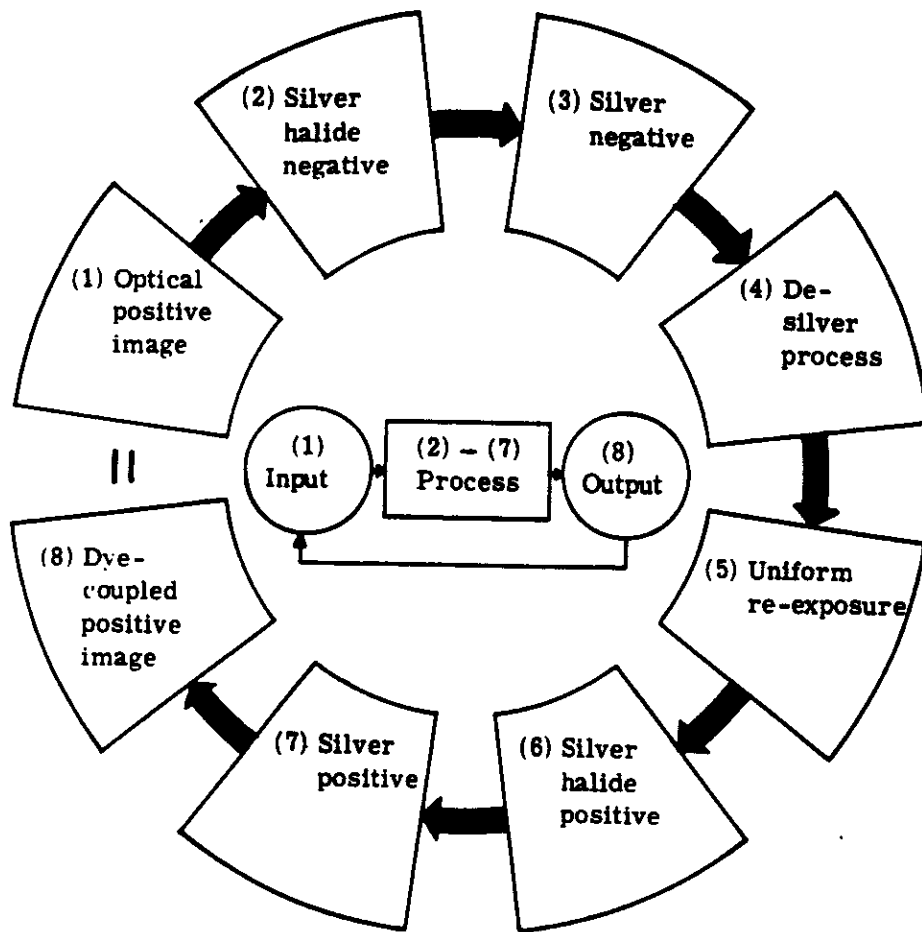 (1) Optical
positive
image
(2) Silver
halide
negative
(3) Silver
negative
(4) De-
silver
process
(5) Uniform
re-exposure
(6) Silver
halide
positive
(7) Silver
positive
(8) Dye-
coupled
positive
image
(1)
Input
(2) – (7)
Process
(8)
Output